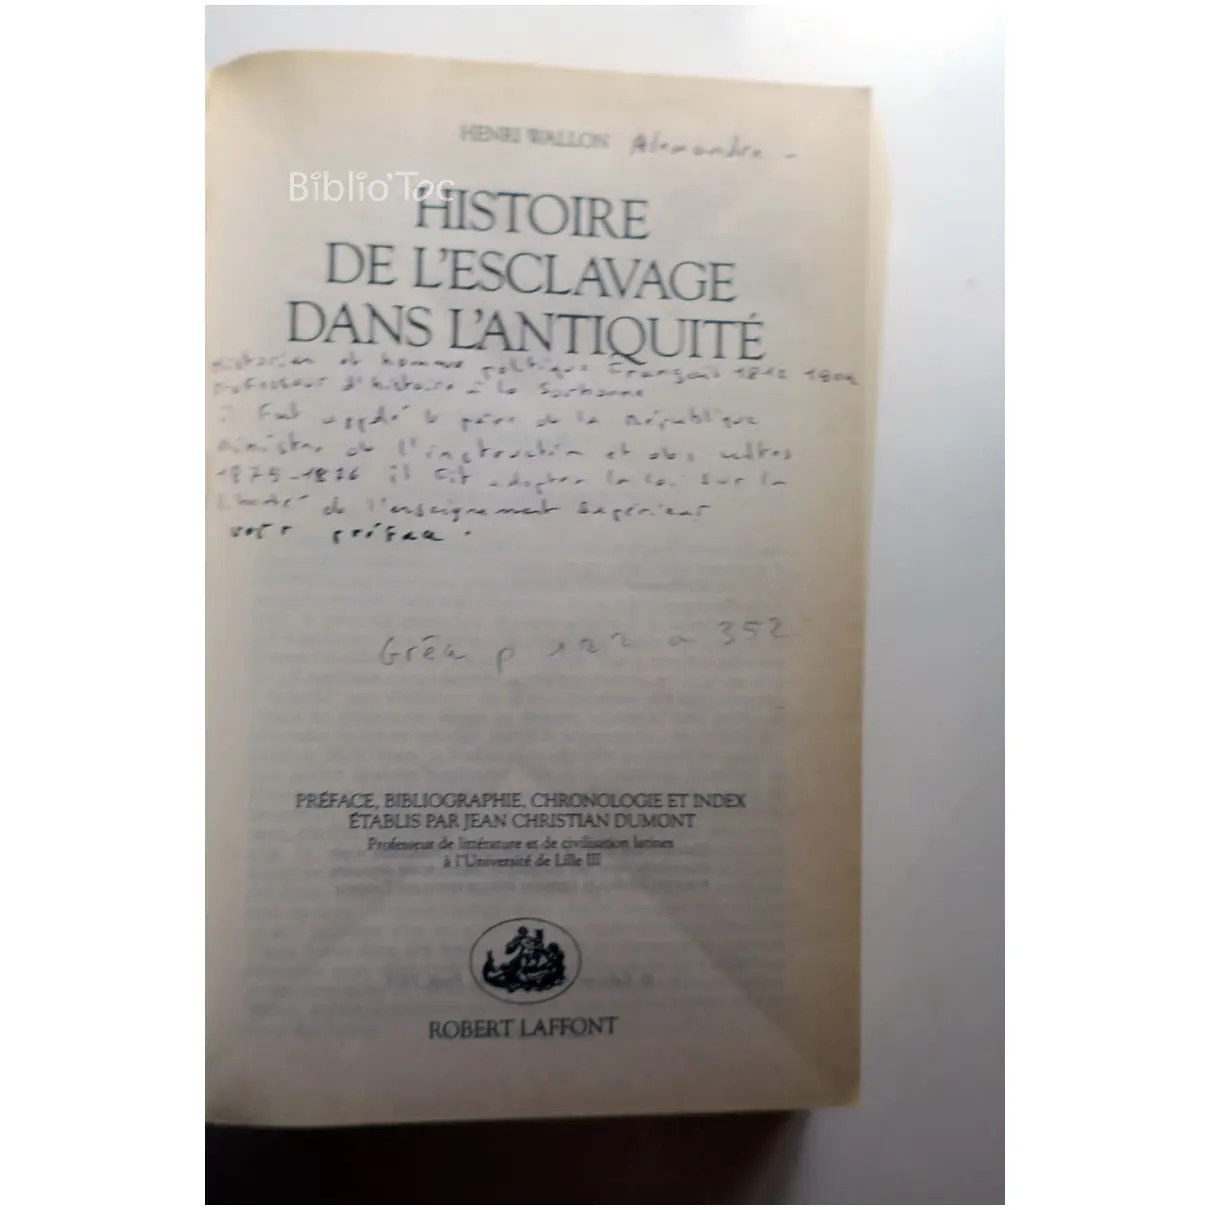 HENRI WALLON Alexandre -
Biblio'Toc
HISTOIRE
DE L'ESCLAVAGE
DANS L'ANTIQUITÉ
Historien et homme politique Français 1812 1904
Professeur d'histoire à la Sorbonne
il fut appelé le père de la République
ministre de l'instruction et des cultes
1875-1876 il fit adopter la loi sur la
liberté de l'enseignement supérieur
voir préface.
Grèce p 122 a 352
PRÉFACE, BIBLIOGRAPHIE, CHRONOLOGIE ET INDEX
ÉTABLIS PAR JEAN CHRISTIAN DUMONT
Professeur de littérature et de civilisation latines
à l'Université de Lille III
ROBERT LAFFONT